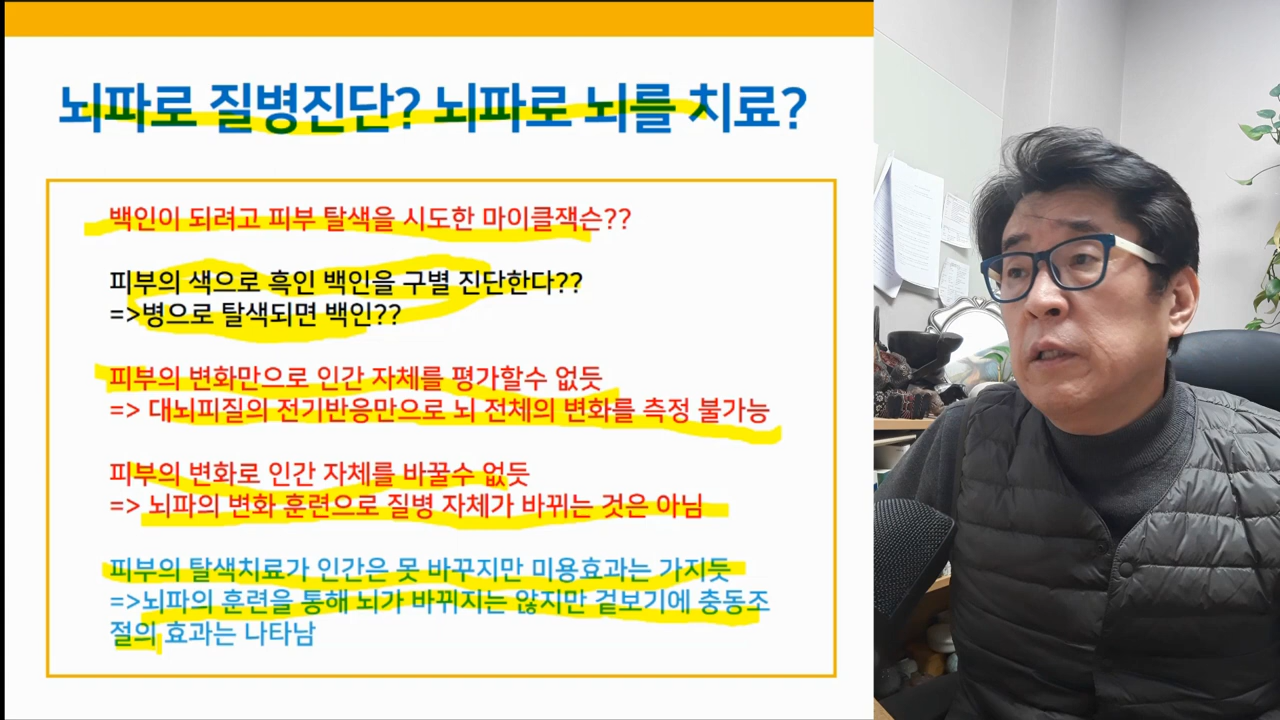 뇌파로 질병진단? 뇌파로 뇌를 치료?
백인이 되려고 피부 탈색을 시도한 마이클잭슨??
피부의 색으로 흑인 백인을 구별 진단한다??
=>병으로 탈색되면 백인??
피부의 변화만으로 인간 자체를 평가할수 없듯
=> 대뇌피질의 전기반응만으로 뇌 전체의 변화를 측정 불가능
피부의 변화로 인간 자체를 바꿀수 없듯
=> 뇌파의 변화 훈련으로 질병 자체가 바뀌는 것은 아님
피부의 탈색치료가 인간은 못 바꾸지만 미용효과는 가지듯
=>뇌파의 훈련을 통해 뇌가 바뀌지는 않지만 겉보기에 충동조
절의 효과는 나타남